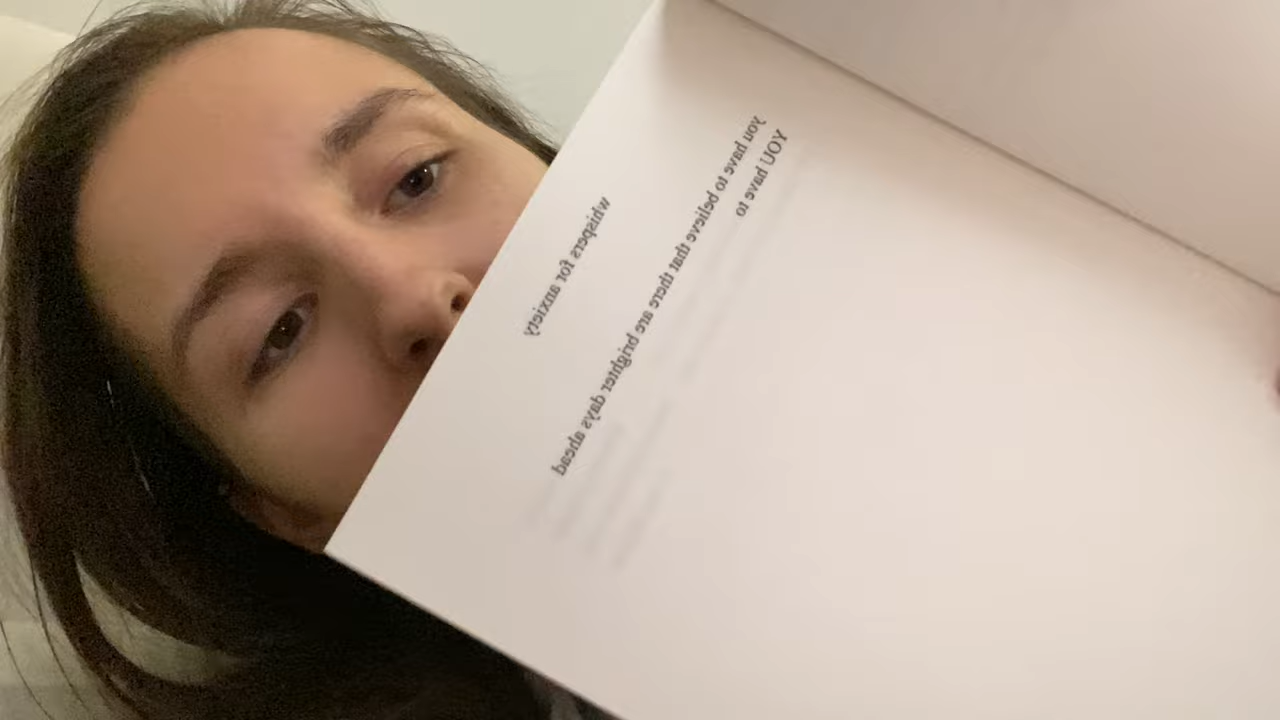 whispers for anxiety
you have to believe that there are brighter days ahead
YOU have to